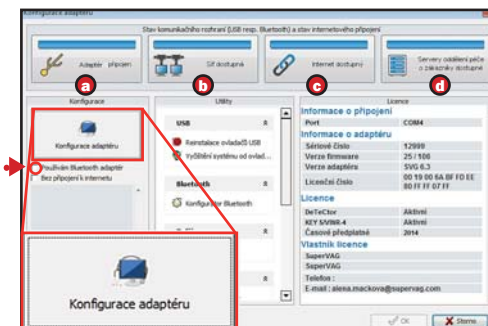 Konfigurace adaptéru
Stav komunikačního rozhraní (USB resp. Bluetooth) a stav internetového připojení
Adaptér připojen
Síť dostupná
Internet dostupný
Servery oddělení péče
o zákazníky dostupné
a
b
c
d
Konfigurace
Utility
Licence
Konfigurace adaptéru
Používám Bluetooth adaptér
Bez připojení k internetu
USB
Reinstalace ovladačů USB
Vyčištění systému od ovlad...
Bluetooth
Konfigurátor Bluetooth
Informace o připojení
Port COM4
Informace o adaptéru
Sériové číslo 12999
Verze firmware 25 / 106
Verze adaptéru SVG 6.3
Licenční číslo 00 19 00 6A BF FD EE
80 FF FF 07 FF
Licence
DeTeCtor Aktivní
KEY SVINR-4 Aktivní
Časové předplatné 2014
Vlastník licence
SuperVAG
SuperVAG
Telefon :
E-mail : alena.mackova@supervag.com
Konfigurace adaptéru
OK
Storno